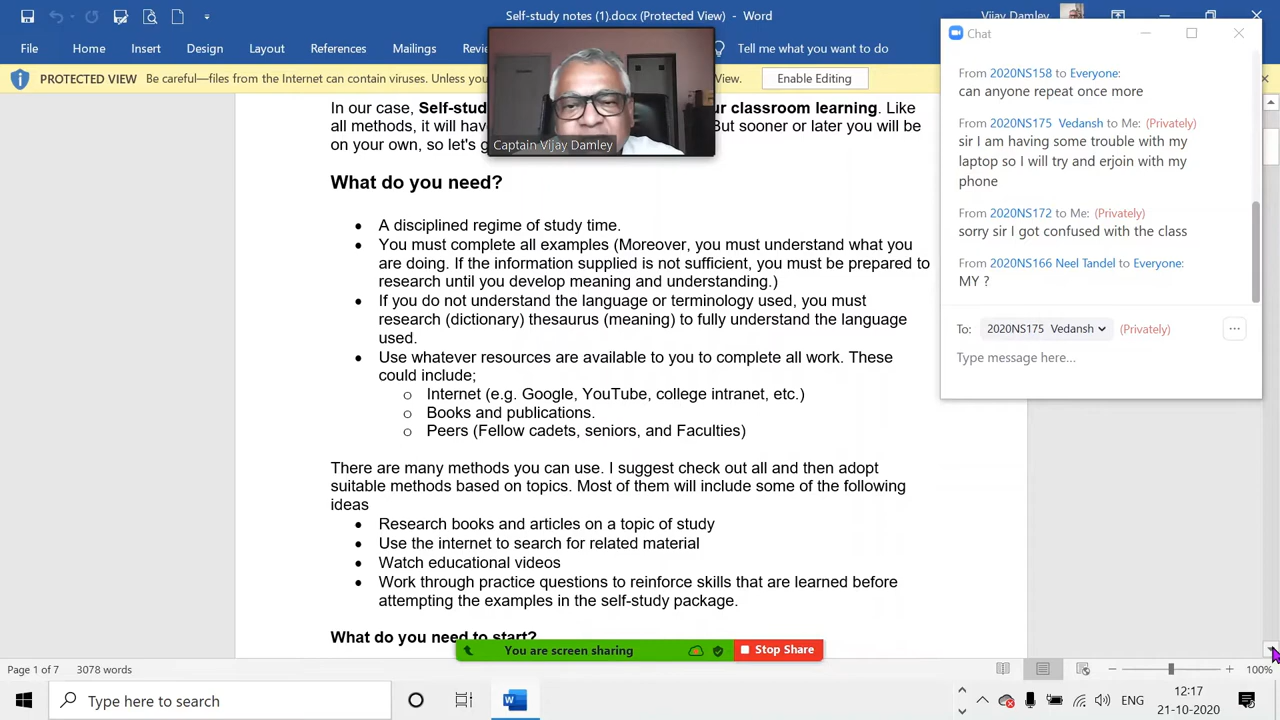 Self-study notes (1).docx (Protected View) - Word
File Home Insert Design Layout References Mailings Tell me what you want to do
PROTECTED VIEW Be careful—files from the Internet can contain viruses. Unless you View. Enable Editing
In our case, Self-stud ur classroom learning. Like
all methods, it will have But sooner or later you will be
on your own, so let's g
Captain Vijay Damley
What do you need?
• A disciplined regime of study time.
• You must complete all examples (Moreover, you must understand what you
are doing. If the information supplied is not sufficient, you must be prepared to
research until you develop meaning and understanding.)
• If you do not understand the language or terminology used, you must
research (dictionary) thesaurus (meaning) to fully understand the language
used.
• Use whatever resources are available to you to complete all work. These
could include;
o Internet (e.g. Google, YouTube, college intranet, etc.)
o Books and publications.
o Peers (Fellow cadets, seniors, and Faculties)
There are many methods you can use. I suggest check out all and then adopt
suitable methods based on topics. Most of them will include some of the following
ideas
• Research books and articles on a topic of study
• Use the internet to search for related material
• Watch educational videos
• Work through practice questions to reinforce skills that are learned before
attempting the examples in the self-study package.
What do you need to start?
Chat
From 2020NS158 to Everyone:
can anyone repeat once more
From 2020NS175 Vedansh to Me: (Privately)
sir I am having some trouble with my
laptop so I will try and erjoin with my
phone
From 2020NS172 to Me: (Privately)
sorry sir I got confused with the class
From 2020NS166 Neel Tandel to Everyone:
MY ?
To: 2020NS175 Vedansh (Privately)
Type message here...
You are screen sharing Stop Share
Page 1 of 7 3078 words 100%
Type here to search ENG 12:17
21-10-2020